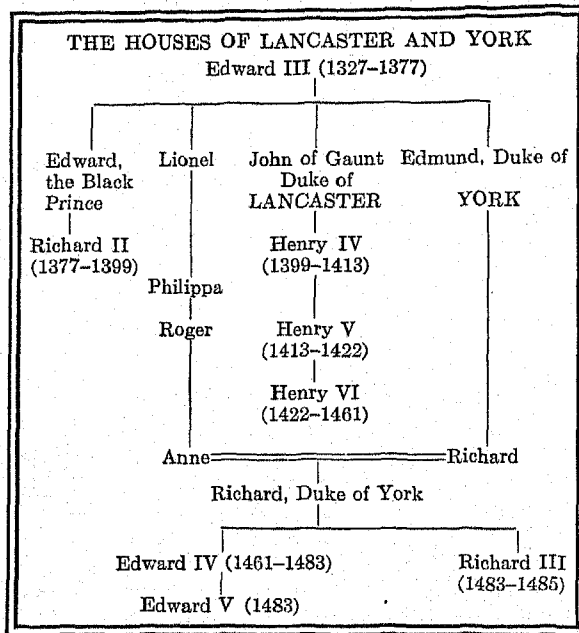 THE HOUSES OF LANCASTER AND YORK
Edward III (1327–1377)
Edward,
the Black
Prince
Lionel
John of Gaunt
Duke of
LANCASTER
Edmund, Duke of
YORK
Richard II
(1377–1399)
Henry IV
(1399–1413)
Philippa
Roger
Henry V
(1413–1422)
Henry VI
(1422–1461)
Anne
Richard
Richard, Duke of York
Edward IV (1461–1483)
Richard III
(1483–1485)
Edward V (1483)